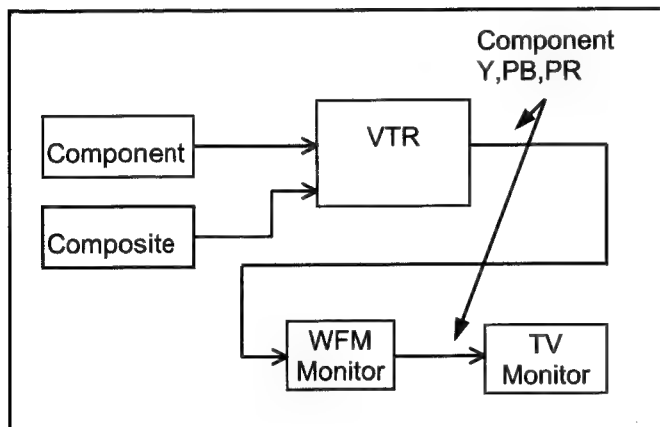 Component
Y,PB,PR
VTR
Component
Composite
WFM
Monitor
TV
Monitor